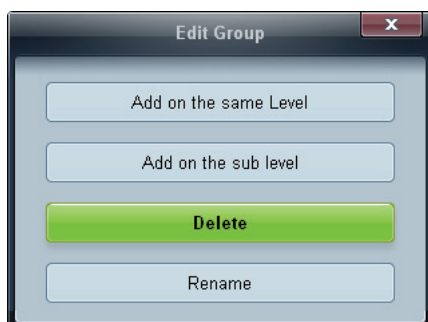 Edit Group
x
Add on the same Level
Add on the sub level
Delete
Rename